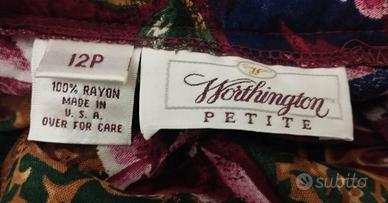 12P
100% RAYON
MADE IN
U. S. A.
OVER FOR CARE
Worthington
PETITE
subito